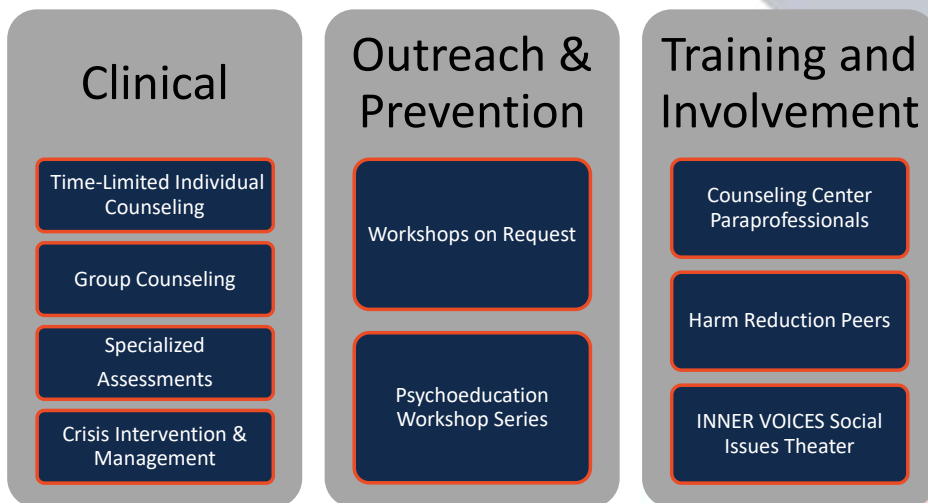 Clinical
Time-Limited Individual
Counseling
Group Counseling
Specialized
Assessments
Crisis Intervention &
Management
Outreach &
Prevention
Workshops on Request
Psychoeducation
Workshop Series
Training and
Involvement
Counseling Center
Paraprofessionals
Harm Reduction Peers
INNER VOICES Social
Issues Theater